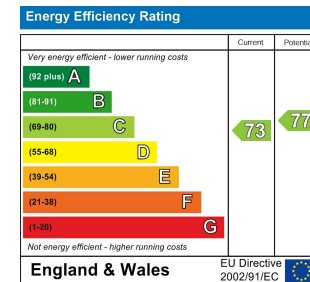 Energy Efficiency Rating
Current Potentia
Very energy efficient - lower running costs
(92 plus) A
(81-91) B
(69-80) C
(55-68) D
(39-54) E
(21-38) F
(1-20) G
73
77
Not energy efficient - higher running costs
England & Wales
EU Directive
2002/91/EC